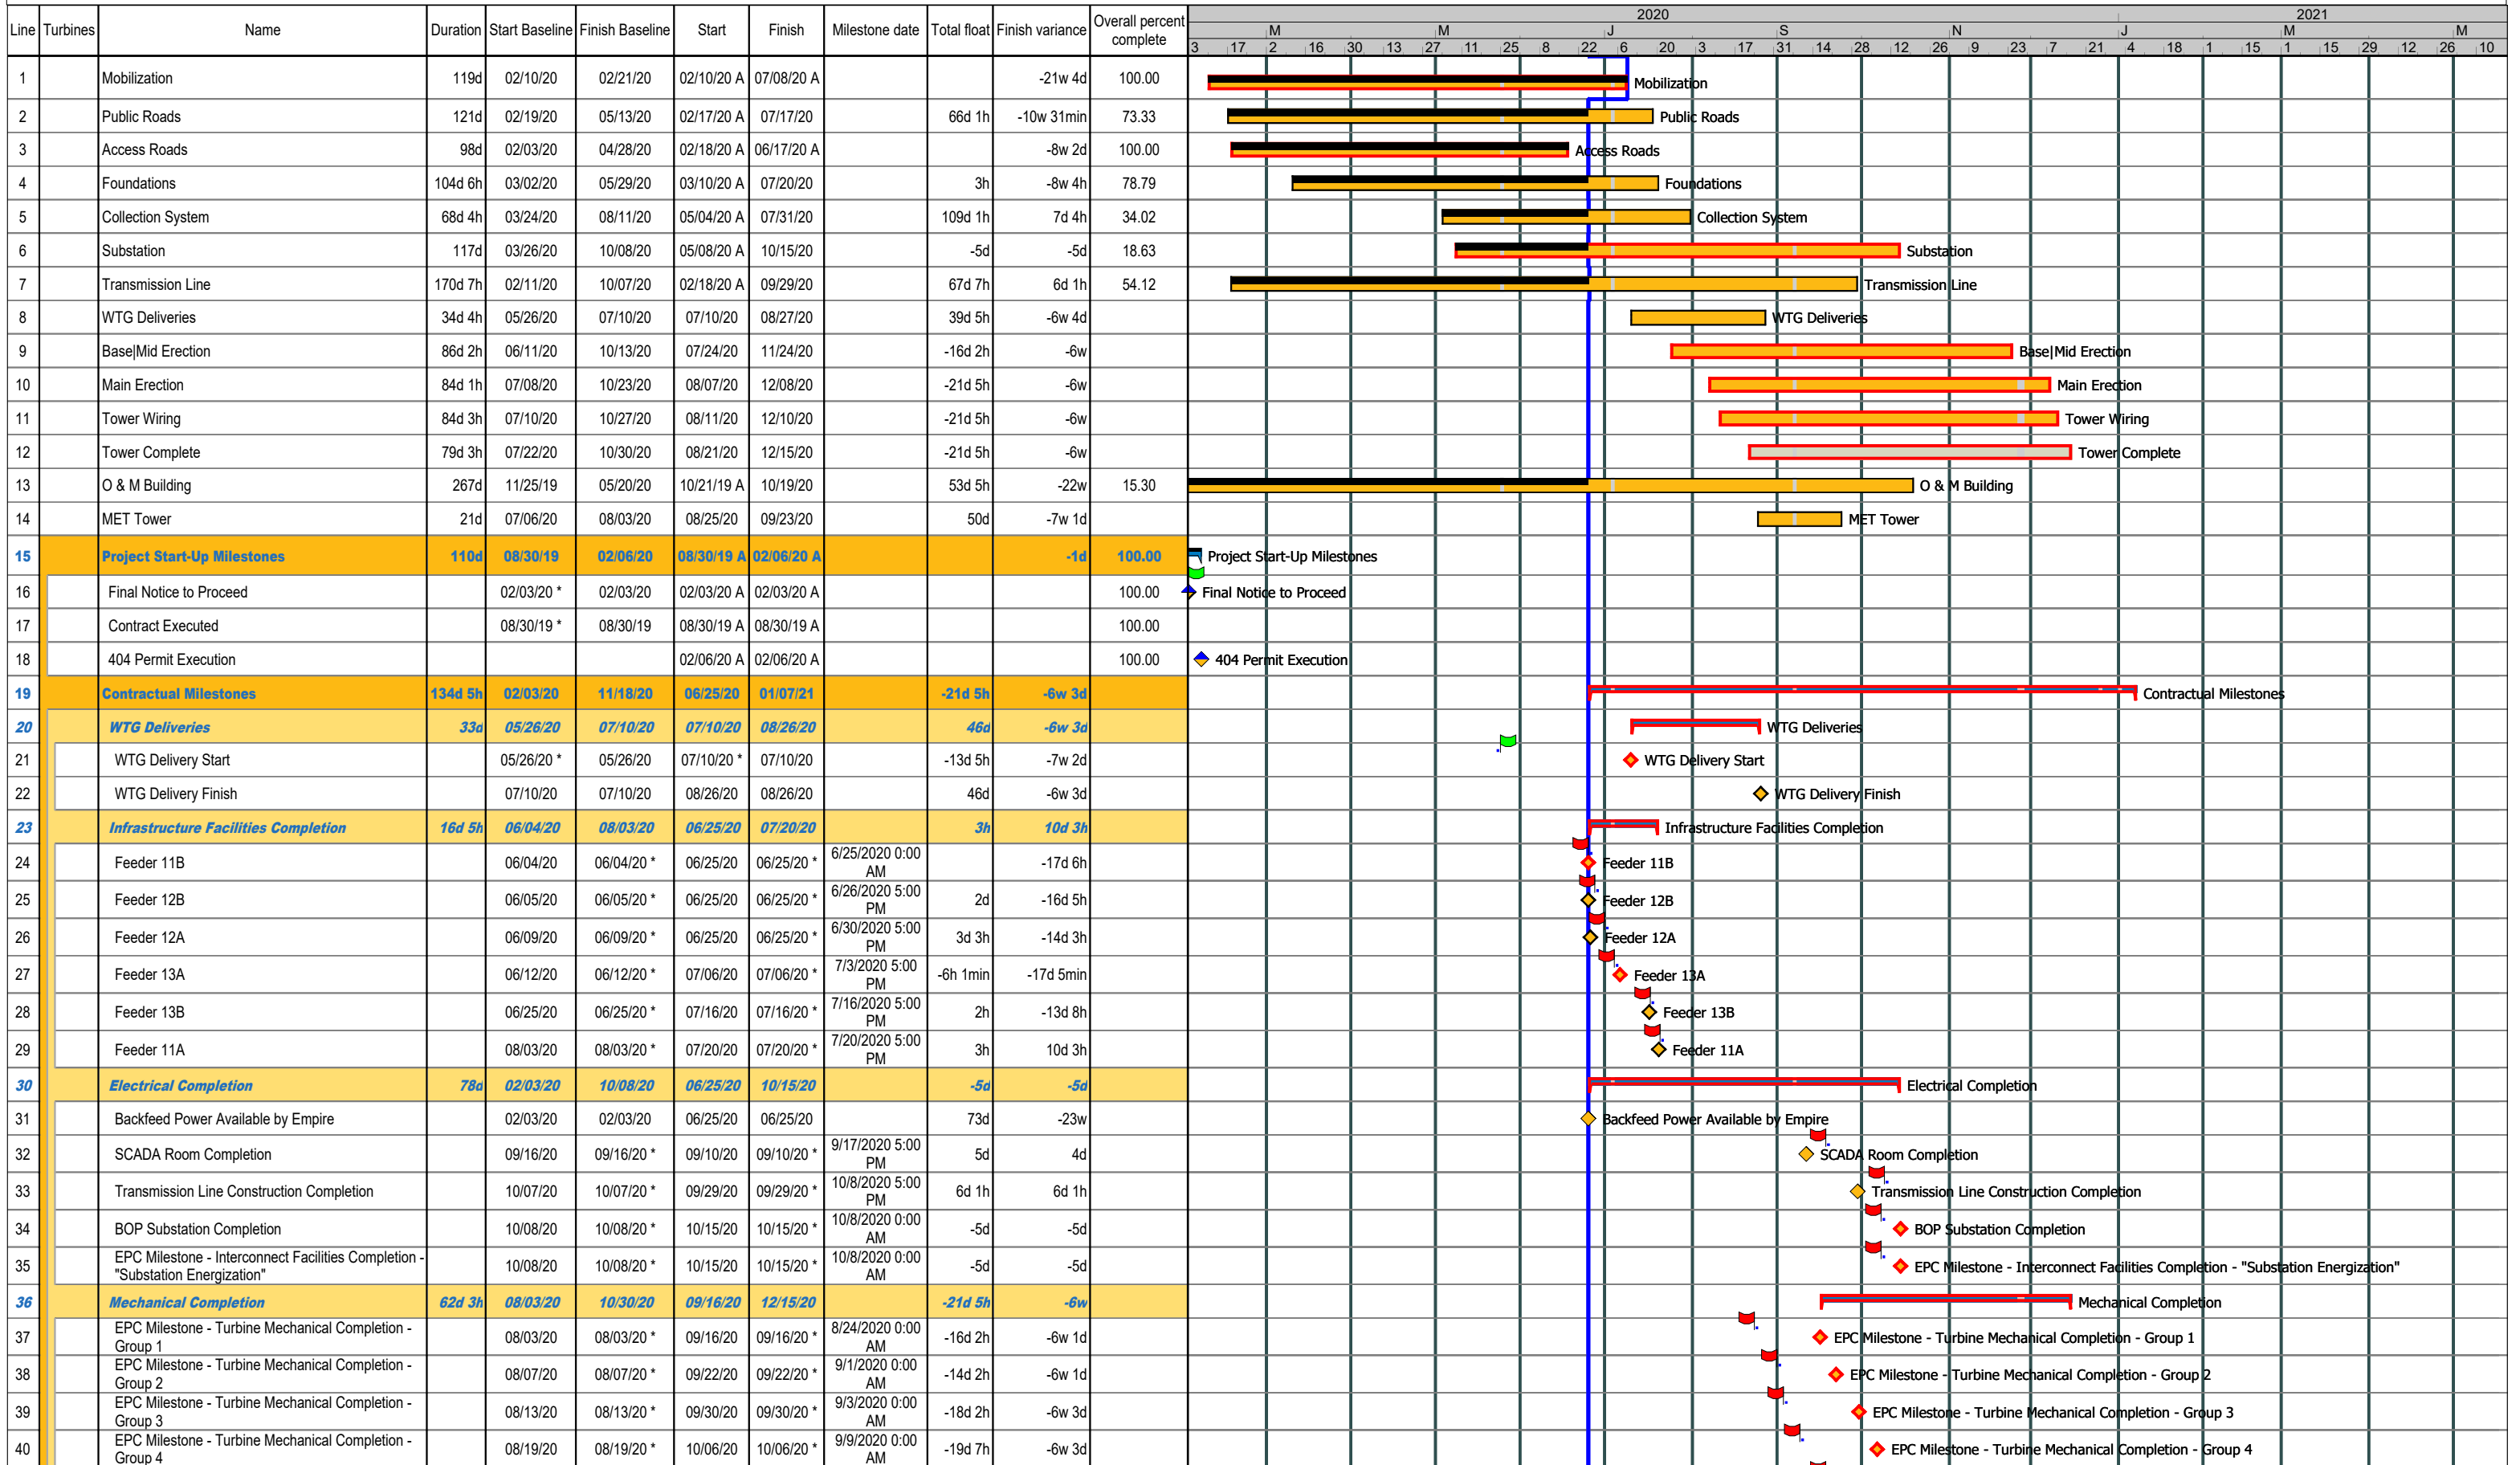 2020 2021
Line Turbines Name Duration Start Baseline Finish Baseline Start Finish Milestone date Total float Finish variance Overall percent complete
M M J S N J M M
3 17 2 16 30 13 27 11 25 8 22 6 20 3 17 31 14 28 12 26 9 23 7 21 4 18 1 15 1 15 29 12 26 10
1 Mobilization 119d 02/10/20 02/21/20 02/10/20 A 07/08/20 A -21w 4d 100.00 Mobilization
2 Public Roads 121d 02/19/20 05/13/20 02/17/20 A 07/17/20 66d 1h -10w 31min 73.33 Public Roads
3 Access Roads 98d 02/03/20 04/28/20 02/18/20 A 06/17/20 A -8w 2d 100.00 Access Roads
4 Foundations 104d 6h 03/02/20 05/29/20 03/10/20 A 07/20/20 3h -8w 4h 78.79 Foundations
5 Collection System 68d 4h 03/24/20 08/11/20 05/04/20 A 07/31/20 109d 1h 7d 4h 34.02 Collection System
6 Substation 117d 03/26/20 10/08/20 05/08/20 A 10/15/20 -5d -5d 18.63 Substation
7 Transmission Line 170d 7h 02/11/20 10/07/20 02/18/20 A 09/29/20 67d 7h 6d 1h 54.12 Transmission Line
8 WTG Deliveries 34d 4h 05/26/20 07/10/20 07/10/20 08/27/20 39d 5h -6w 4d WTG Deliveries
9 Base|Mid Erection 86d 2h 06/11/20 10/13/20 07/24/20 11/24/20 -16d 2h -6w Base|Mid Erection
10 Main Erection 84d 1h 07/08/20 10/23/20 08/07/20 12/08/20 -21d 5h -6w Main Erection
11 Tower Wiring 84d 3h 07/10/20 10/27/20 08/11/20 12/10/20 -21d 5h -6w Tower Wiring
12 Tower Complete 79d 3h 07/22/20 10/30/20 08/21/20 12/15/20 -21d 5h -6w Tower Complete
13 O & M Building 267d 11/25/19 05/20/20 10/21/19 A 10/19/20 53d 5h -22w 15.30 O & M Building
14 MET Tower 21d 07/06/20 08/03/20 08/25/20 09/23/20 50d -7w 1d MET Tower
15 Project Start-Up Milestones 110d 08/30/19 02/06/20 08/30/19 A 02/06/20 A -1d 100.00 Project Start-Up Milestones
16 Final Notice to Proceed 02/03/20 * 02/03/20 02/03/20 A 02/03/20 A 100.00 Final Notice to Proceed
17 Contract Executed 08/30/19 * 08/30/19 08/30/19 A 08/30/19 A 100.00
18 404 Permit Execution 02/06/20 A 02/06/20 A 100.00 404 Permit Execution
19 Contractual Milestones 134d 5h 02/03/20 11/18/20 06/25/20 01/07/21 -21d 5h -6w 3d Contractual Milestones
20 WTG Deliveries 33d 05/26/20 07/10/20 07/10/20 08/26/20 46d -6w 3d WTG Deliveries
21 WTG Delivery Start 05/26/20 * 05/26/20 07/10/20 * 07/10/20 -13d 5h -7w 2d WTG Delivery Start
22 WTG Delivery Finish 07/10/20 07/10/20 08/26/20 08/26/20 46d -6w 3d WTG Delivery Finish
23 Infrastructure Facilities Completion 16d 5h 06/04/20 08/03/20 06/25/20 07/20/20 3h 10d 3h Infrastructure Facilities Completion
24 Feeder 11B 06/04/20 06/04/20 * 06/25/20 06/25/20 * 6/25/2020 0:00 AM -17d 6h Feeder 11B
25 Feeder 12B 06/05/20 06/05/20 * 06/25/20 06/25/20 * 6/26/2020 5:00 PM 2d -16d 5h Feeder 12B
26 Feeder 12A 06/09/20 06/09/20 * 06/25/20 06/25/20 * 6/30/2020 5:00 PM 3d 3h -14d 3h Feeder 12A
27 Feeder 13A 06/12/20 06/12/20 * 07/06/20 07/06/20 * 7/3/2020 5:00 PM -6h 1min -17d 5min Feeder 13A
28 Feeder 13B 06/25/20 06/25/20 * 07/16/20 07/16/20 * 7/16/2020 5:00 PM 2h -13d 8h Feeder 13B
29 Feeder 11A 08/03/20 08/03/20 * 07/20/20 07/20/20 * 7/20/2020 5:00 PM 3h 10d 3h Feeder 11A
30 Electrical Completion 78d 02/03/20 10/08/20 06/25/20 10/15/20 -5d -5d Electrical Completion
31 Backfeed Power Available by Empire 02/03/20 02/03/20 06/25/20 06/25/20 73d -23w Backfeed Power Available by Empire
32 SCADA Room Completion 09/16/20 09/16/20 * 09/10/20 09/10/20 * 9/17/2020 5:00 PM 5d 4d SCADA Room Completion
33 Transmission Line Construction Completion 10/07/20 10/07/20 * 09/29/20 09/29/20 * 10/8/2020 5:00 PM 6d 1h 6d 1h Transmission Line Construction Completion
34 BOP Substation Completion 10/08/20 10/08/20 * 10/15/20 10/15/20 * 10/8/2020 0:00 AM -5d -5d BOP Substation Completion
35 EPC Milestone - Interconnect Facilities Completion - "Substation Energization" 10/08/20 10/08/20 * 10/15/20 10/15/20 * 10/8/2020 0:00 AM -5d -5d EPC Milestone - Interconnect Facilities Completion - "Substation Energization"
36 Mechanical Completion 62d 3h 08/03/20 10/30/20 09/16/20 12/15/20 -21d 5h -6w Mechanical Completion
37 EPC Milestone - Turbine Mechanical Completion - Group 1 08/03/20 08/03/20 * 09/16/20 09/16/20 * 8/24/2020 0:00 AM -16d 2h -6w 1d EPC Milestone - Turbine Mechanical Completion - Group 1
38 EPC Milestone - Turbine Mechanical Completion - Group 2 08/07/20 08/07/20 * 09/22/20 09/22/20 * 9/1/2020 0:00 AM -14d 2h -6w 1d EPC Milestone - Turbine Mechanical Completion - Group 2
39 EPC Milestone - Turbine Mechanical Completion - Group 3 08/13/20 08/13/20 * 09/30/20 09/30/20 * 9/3/2020 0:00 AM -18d 2h -6w 3d EPC Milestone - Turbine Mechanical Completion - Group 3
40 EPC Milestone - Turbine Mechanical Completion - Group 4 08/19/20 08/19/20 * 10/06/20 10/06/20 * 9/9/2020 0:00 AM -19d 7h -6w 3d EPC Milestone - Turbine Mechanical Completion - Group 4